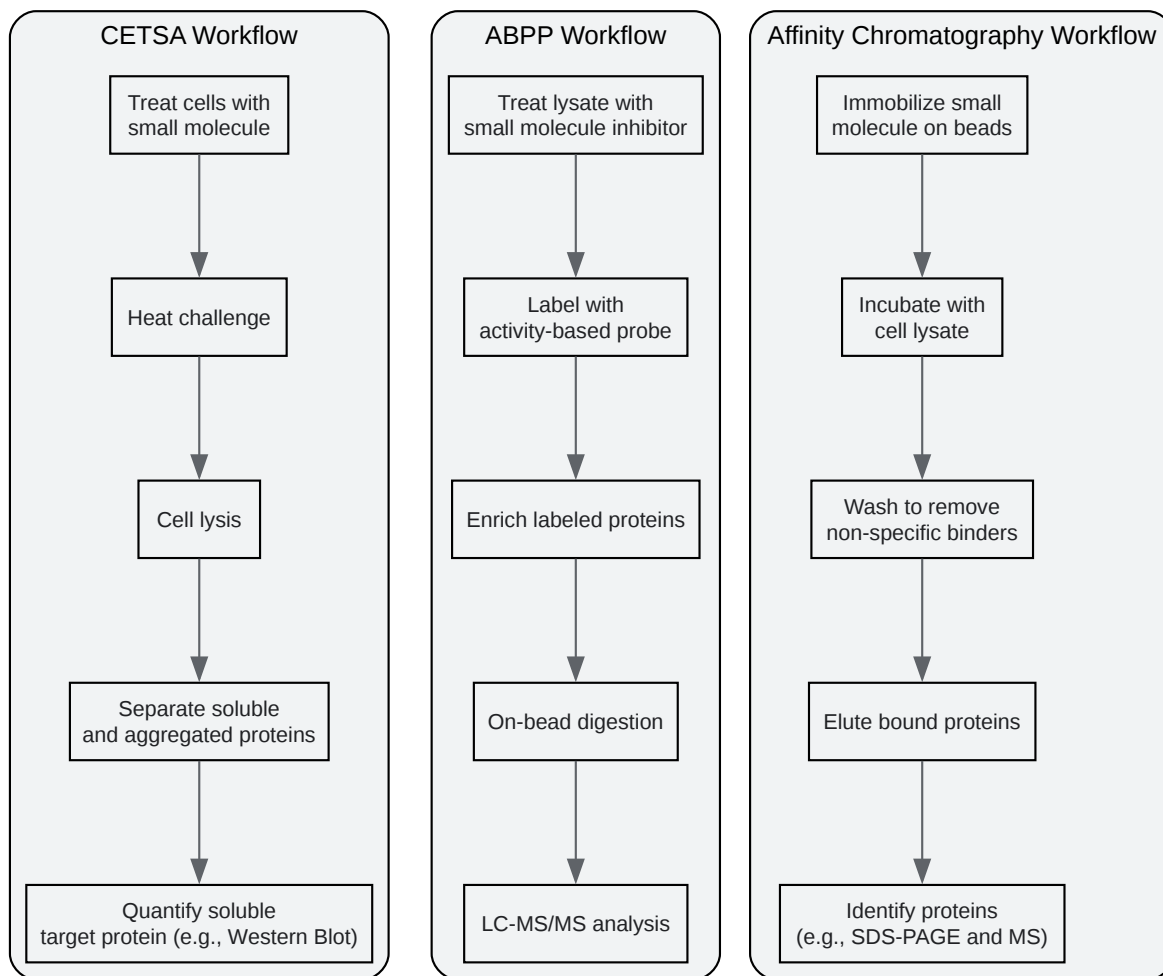 CETSA Workflow
Treat cells with
small molecule
Heat challenge
Cell lysis
Separate soluble
and aggregated proteins
Quantify soluble
target protein (e.g., Western Blot)
ABPP Workflow
Treat lysate with
small molecule inhibitor
Label with
activity-based probe
Enrich labeled proteins
On-bead digestion
LC-MS/MS analysis
Affinity Chromatography Workflow
Immobilize small
molecule on beads
Incubate with
cell lysate
Wash to remove
non-specific binders
Elute bound proteins
Identify proteins
(e.g., SDS-PAGE and MS)